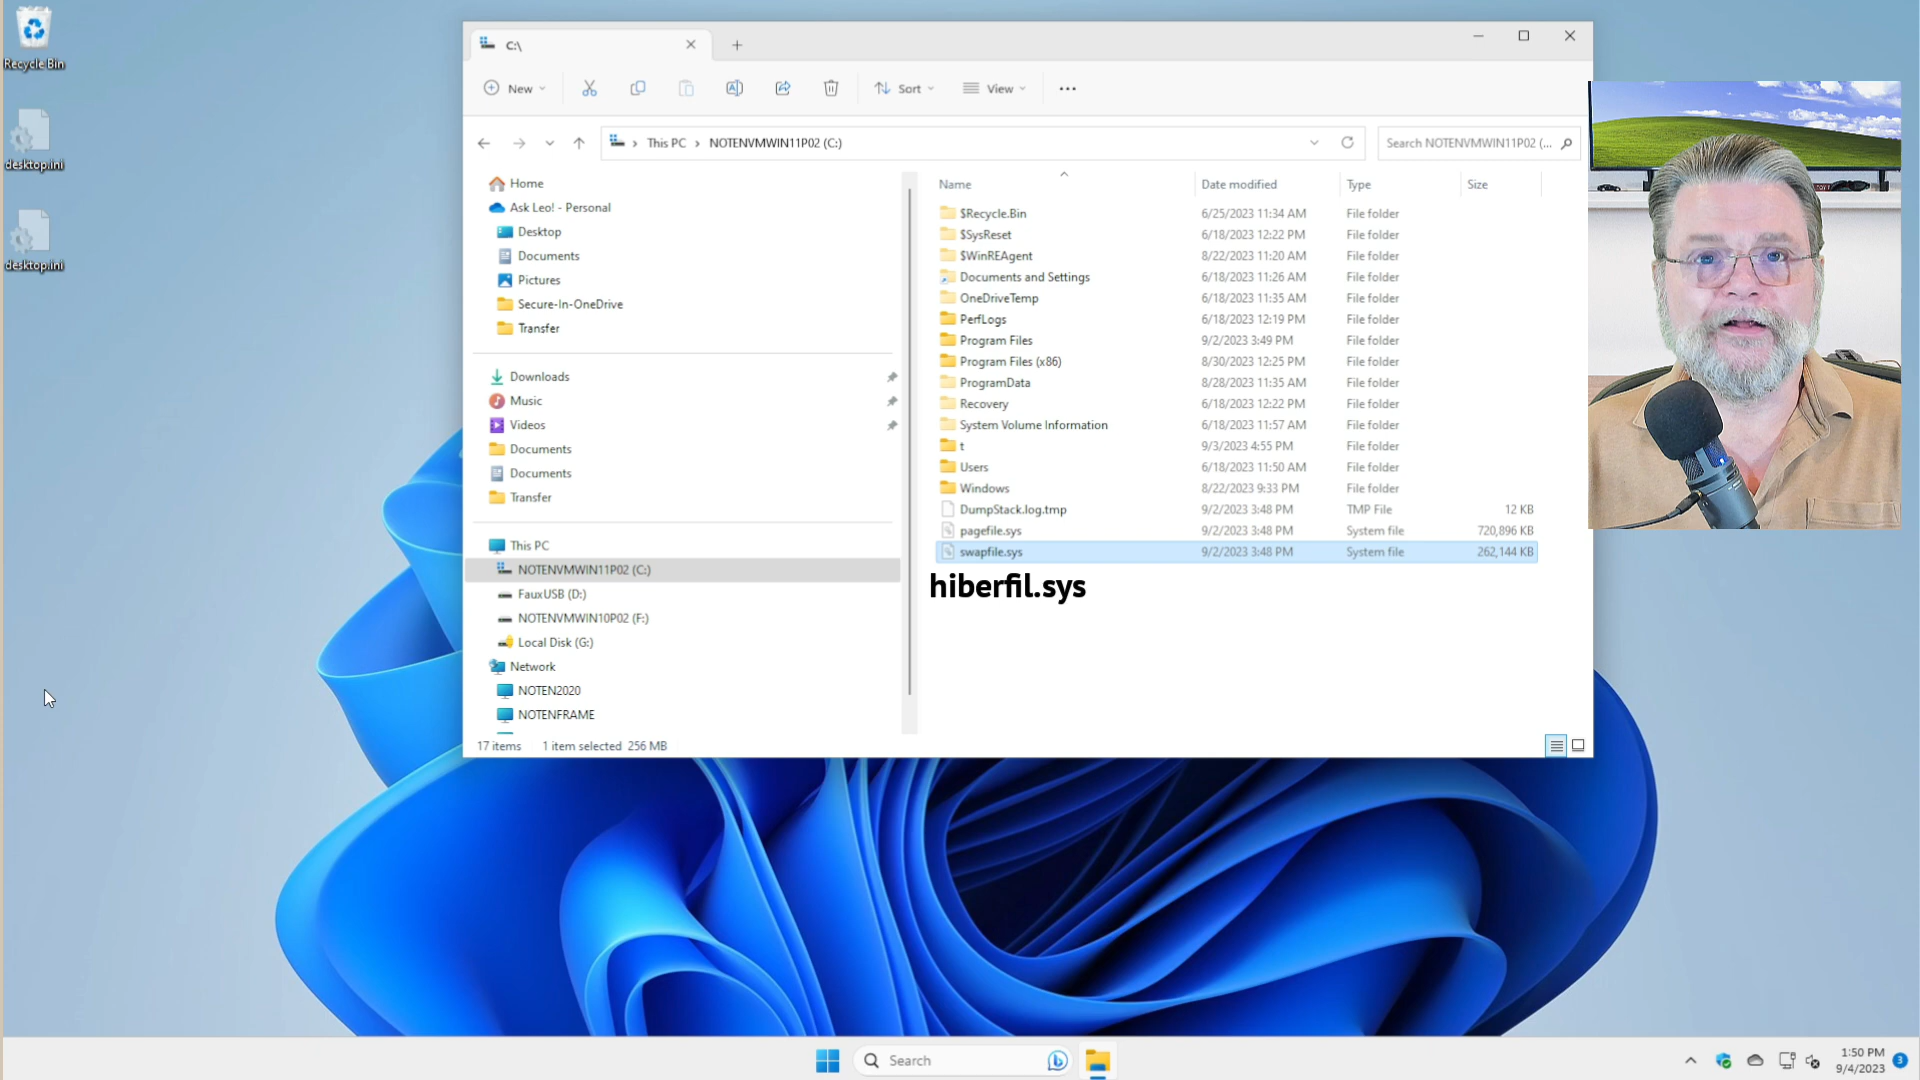 Recycle Bin
desktop.ini
desktop.ini
C:\
New
Sort
View
This PC > NOTENVMWIN11P02 (C:)
Search NOTENVMWIN11P02 (...
Home
Ask Leo! - Personal
Desktop
Documents
Pictures
Secure-In-OneDrive
Transfer
Downloads
Music
Videos
Documents
Documents
Transfer
This PC
NOTENVMWIN11P02 (C:)
FauxUSB (D:)
NOTENVMWIN10P02 (F:)
Local Disk (G:)
Network
NOTEN2020
NOTENFRAME
Name Date modified Type Size
$Recycle.Bin 6/25/2023 11:34 AM File folder
$SysReset 6/18/2023 12:22 PM File folder
$WinREAgent 8/22/2023 11:20 AM File folder
Documents and Settings 6/18/2023 11:26 AM File folder
OneDriveTemp 6/18/2023 11:35 AM File folder
PerfLogs 6/18/2023 12:19 PM File folder
Program Files 9/2/2023 3:49 PM File folder
Program Files (x86) 8/30/2023 12:25 PM File folder
ProgramData 8/28/2023 11:35 AM File folder
Recovery 6/18/2023 12:22 PM File folder
System Volume Information 6/18/2023 11:57 AM File folder
t 9/3/2023 4:55 PM File folder
Users 6/18/2023 11:50 AM File folder
Windows 8/22/2023 9:33 PM File folder
DumpStack.log.tmp 9/2/2023 3:48 PM TMP File 12 KB
pagefile.sys 9/2/2023 3:48 PM System file 720,896 KB
swapfile.sys 9/2/2023 3:48 PM System file 262,144 KB
hiberfil.sys
17 items 1 item selected 256 MB
Search
1:50 PM
9/4/2023
3